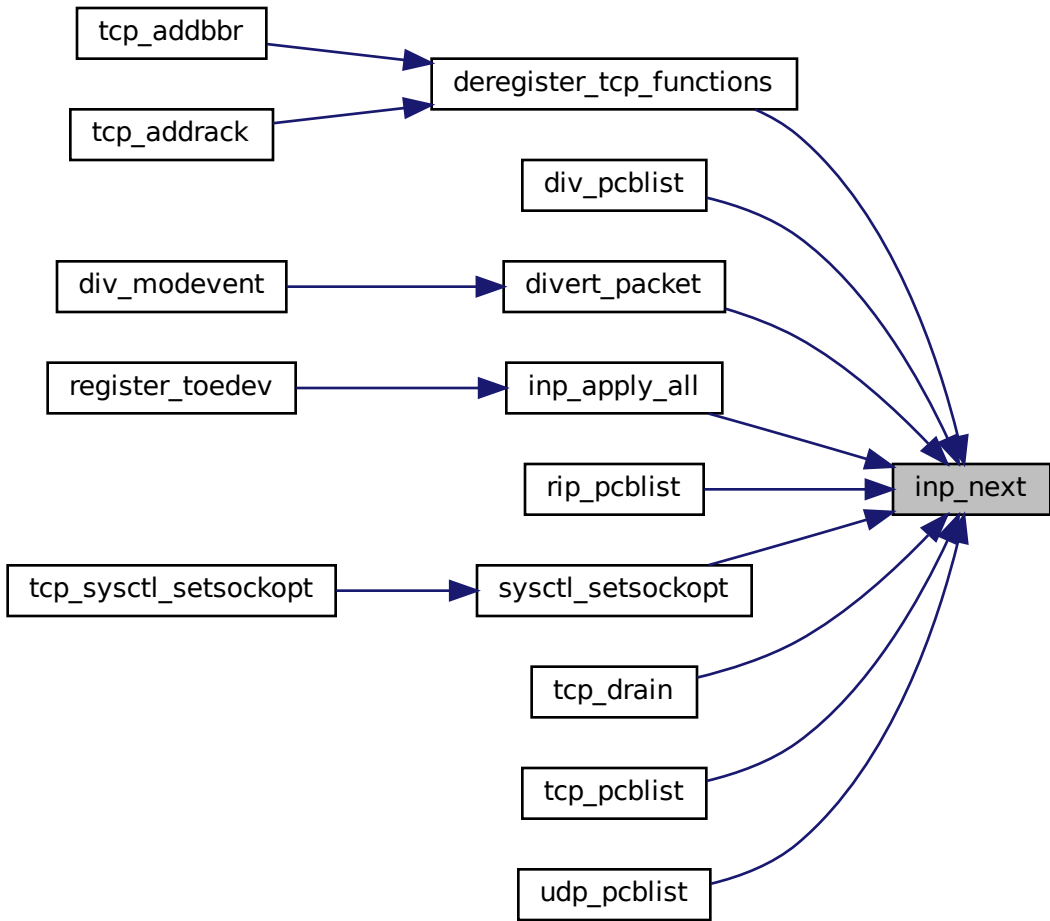 tcp_addbbr
deregister_tcp_functions
tcp_addrack
div_pcblist
div_modevent
divert_packet
register_toedev
inp_apply_all
rip_pcblist
inp_next
tcp_sysctl_setsockopt
sysctl_setsockopt
tcp_drain
tcp_pcblist
udp_pcblist